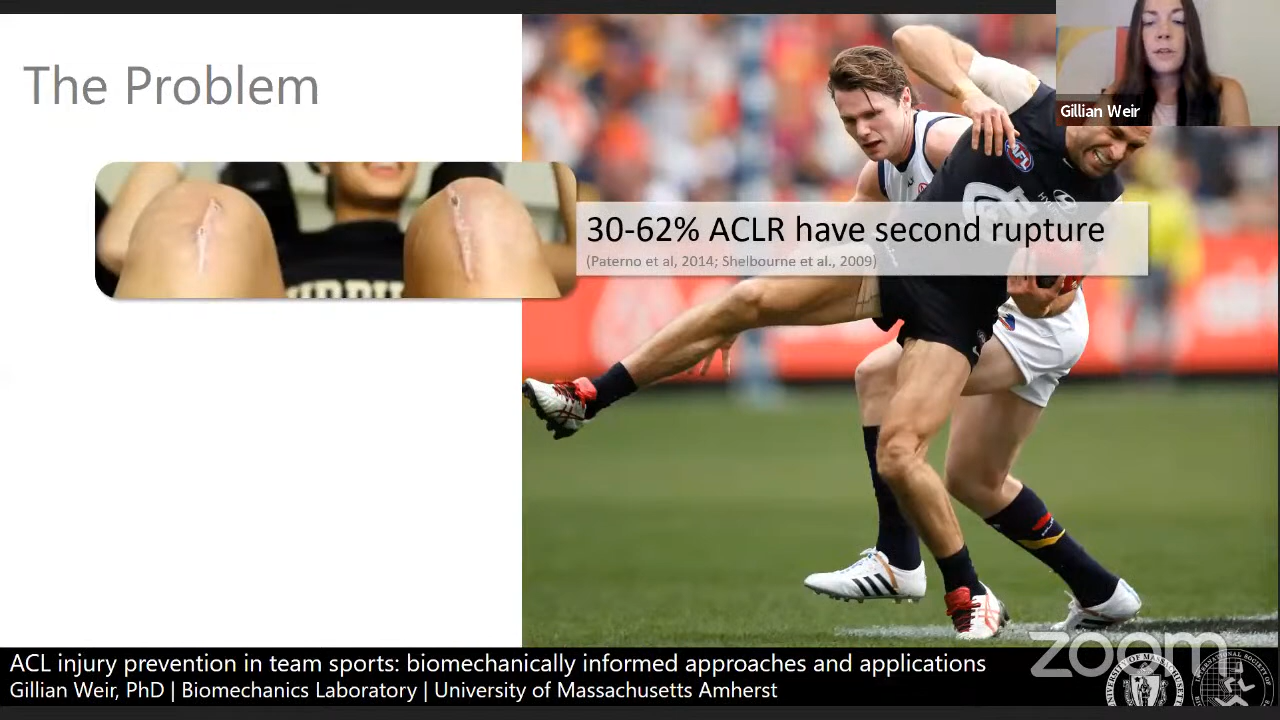 The Problem
Gillian Weir
AFL
30-62% ACLR have second rupture
(Paterno et al, 2014; Shelbourne et al., 2009)
ACL injury prevention in team sports: biomechanically informed approaches and applications
Gillian Weir, PhD | Biomechanics Laboratory | University of Massachusetts Amherst
zoom